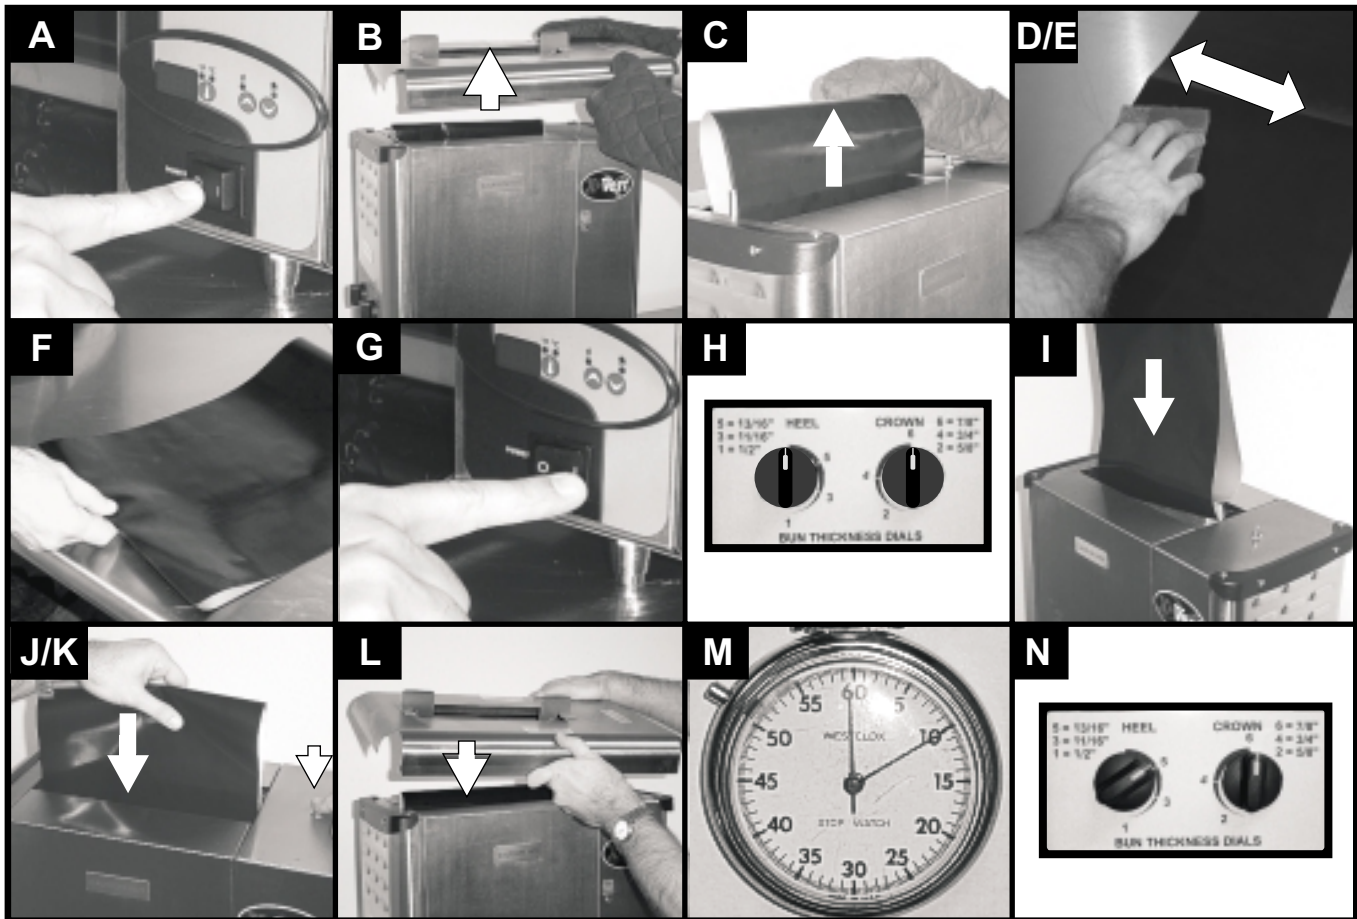 A
B
C
D/E
F
G
H
5 = 13/16" HEEL
3 = 11/16"
1 = 1/2"
CROWN 6 = 7/8"
4 = 3/4"
2 = 5/8"
5
3
1
6
4
2
BUN THICKNESS DIALS
I
J/K
L
M
60
5
10
15
20
25
30
35
40
45
50
55
WESTCLOX
STOP WATCH
N
5 = 13/16" HEEL
3 = 11/16"
1 = 1/2"
CROWN 6 = 7/8"
4 = 3/4"
2 = 5/8"
5
3
1
6
4
2
BUN THICKNESS DIALS